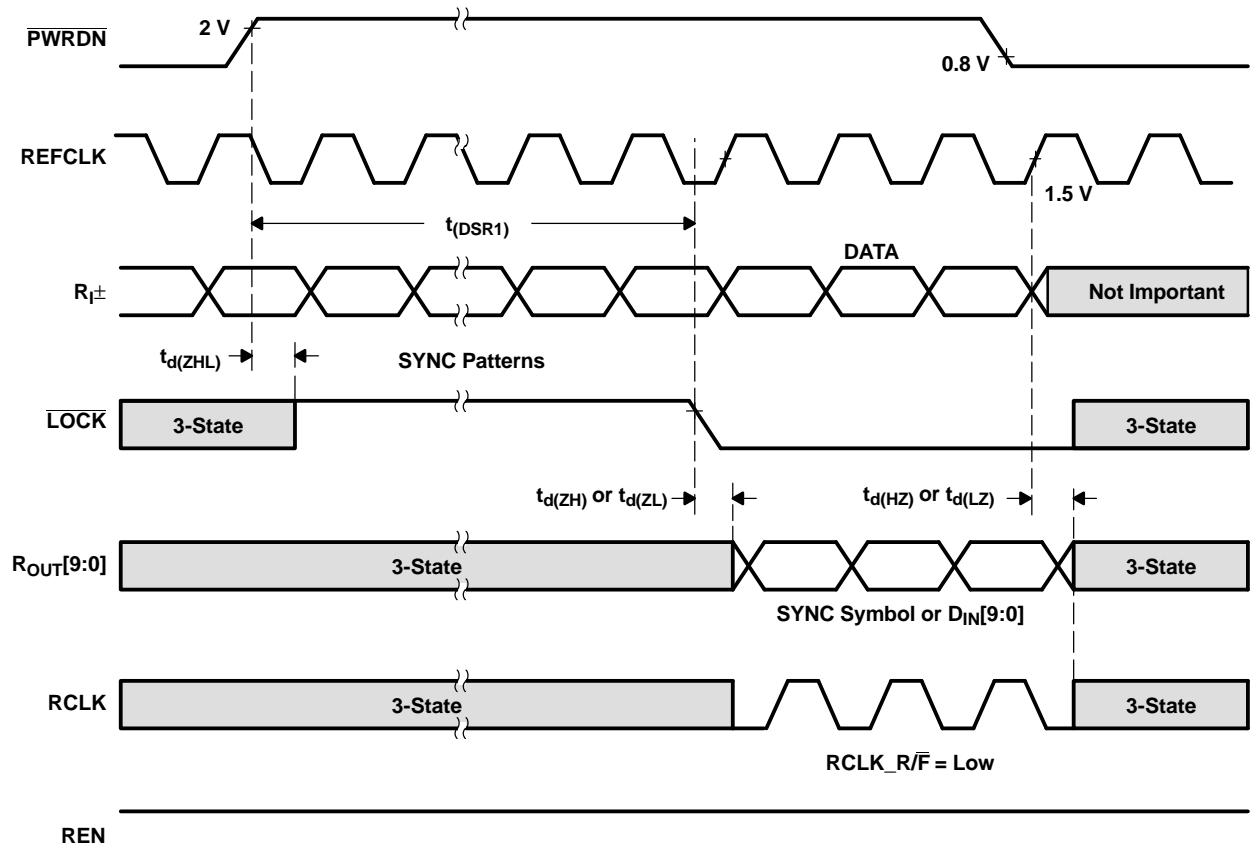 PWRDN
2 V
0.8 V
REFCLK
1.5 V
t(DSR1)
DATA
RI±
Not Important
td(ZHL)
SYNC Patterns
LOCK
3-State
3-State
td(ZH) or td(ZL)
td(HZ) or td(LZ)
ROUT[9:0]
3-State
3-State
SYNC Symbol or DIN[9:0]
RCLK
3-State
3-State
RCLK_R/F̅ = Low
REN